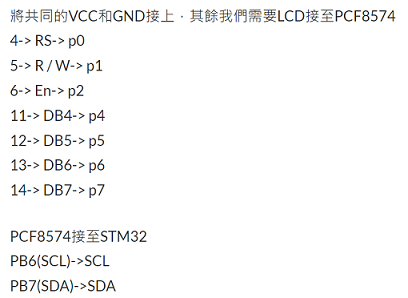 將共同的VCC和GND接上，其餘我們需要LCD接至PCF8574
4-> RS-> p0
5-> R / W-> p1
6-> En-> p2
11-> DB4-> p4
12-> DB5-> p5
13-> DB6-> p6
14-> DB7-> p7
PCF8574接至STM32
PB6(SCL)->SCL
PB7(SDA)->SDA